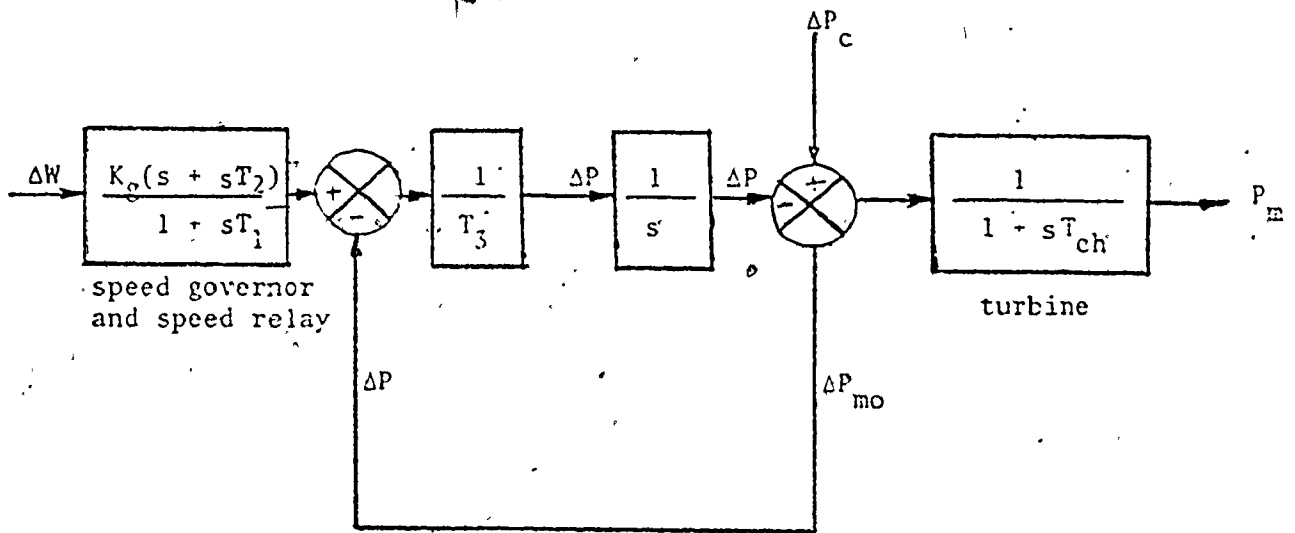 ΔP_c
ΔW
K_g(s + sT_2)
1 + sT_1
+
-
1
T_3
ΔP
1
s
ΔP
+
-
1
1 + sT_ch
P_m
speed governor
and speed relay
turbine
ΔP
ΔP_mo